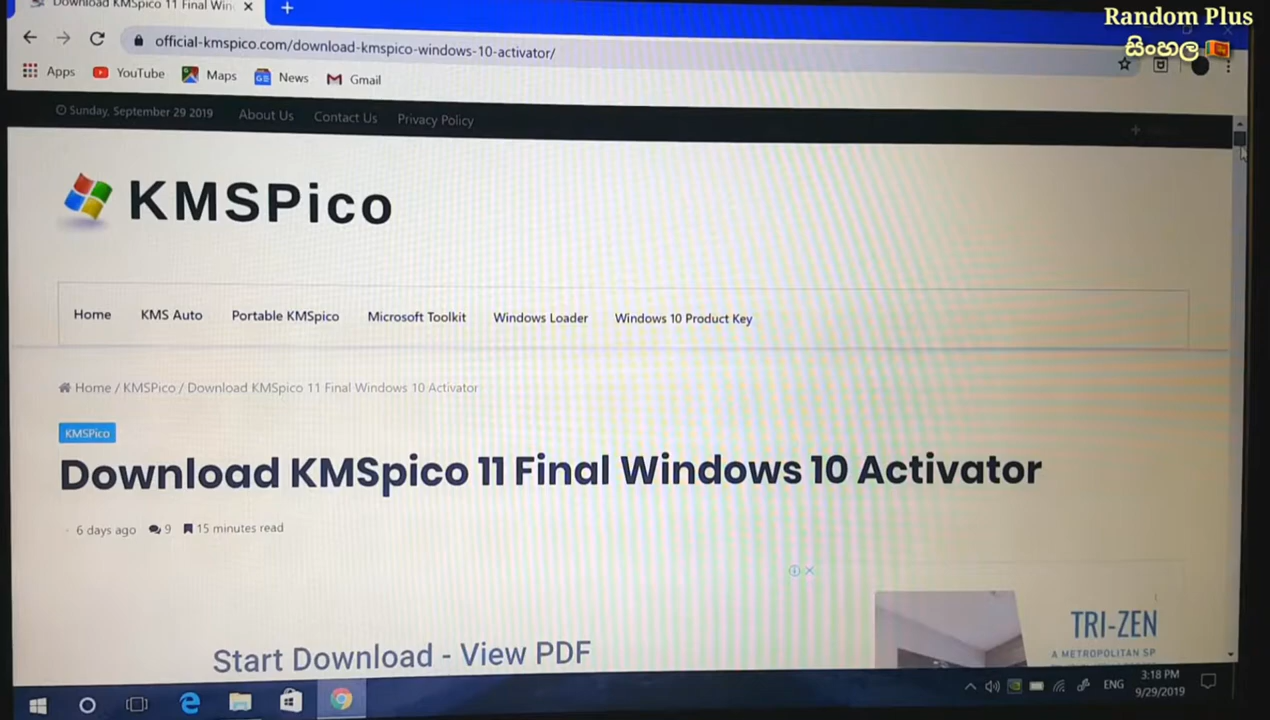 Random Plus
සිංහල
Download KMSpico 11 Final Win
official-kmspico.com/download-kmspico-windows-10-activator/
Apps YouTube Maps News Gmail
Sunday, September 29 2019 About Us Contact Us Privacy Policy
KMSPico
Home KMS Auto Portable KMSpico Microsoft Toolkit Windows Loader Windows 10 Product Key
Home / KMSPico / Download KMSpico 11 Final Windows 10 Activator
KMSPico
Download KMSpico 11 Final Windows 10 Activator
6 days ago 9 15 minutes read
Start Download - View PDF
TRI-ZEN
A METROPOLITAN SP
ENG
3:18 PM
9/29/2019